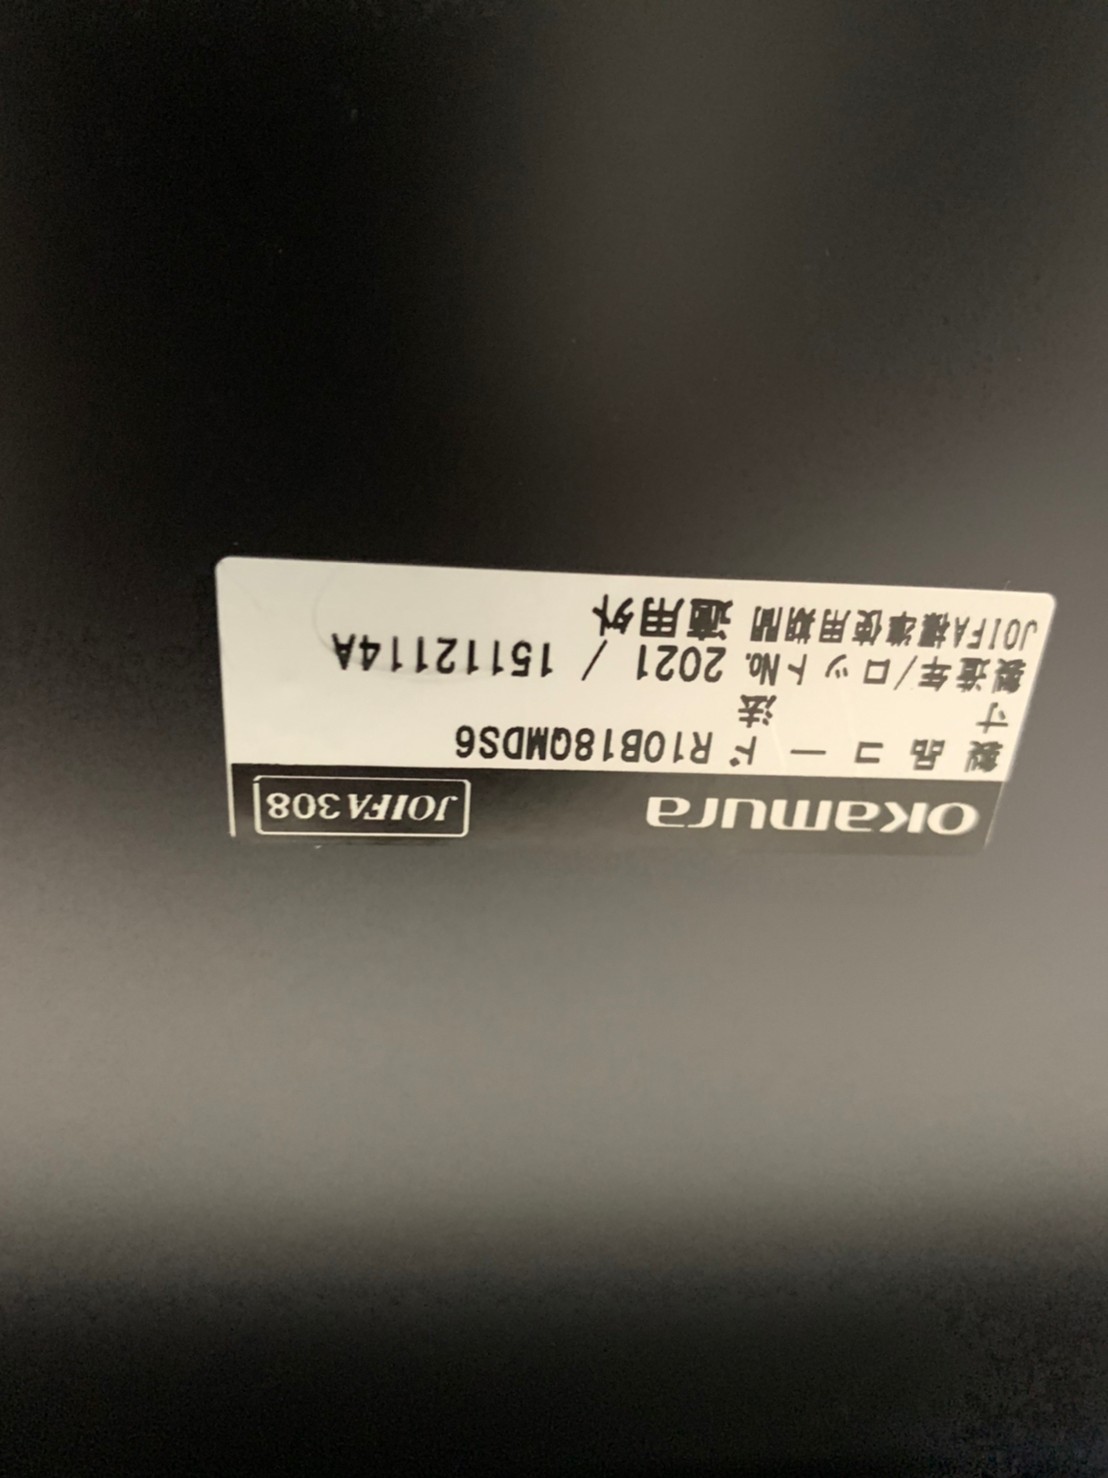 okamura JOIFA308
製品コード R10B18QMDS6
寸法
製造年/ロットNo. 2021 / 15112114A
JOIFA標準使用期間 適用外